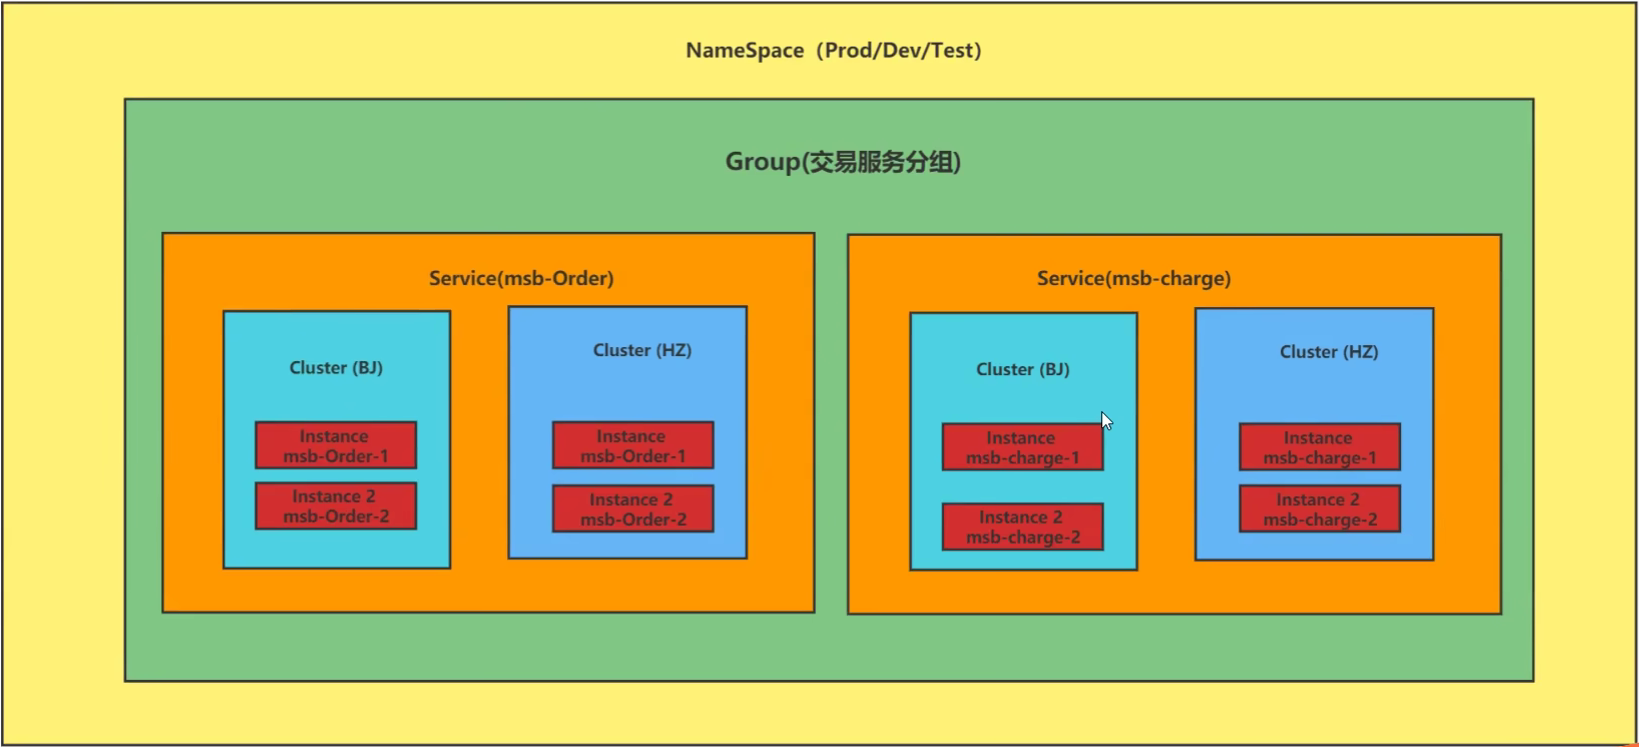 NameSpace（Prod/Dev/Test）
Group(交易服务分组)
Service(msb-Order)
Cluster (BJ)
Instance
msb-Order-1
Instance 2
msb-Order-2
Cluster (HZ)
Instance
msb-Order-1
Instance 2
msb-Order-2
Service(msb-charge)
Cluster (BJ)
Instance
msb-charge-1
Instance 2
msb-charge-2
Cluster (HZ)
Instance
msb-charge-1
Instance 2
msb-charge-2